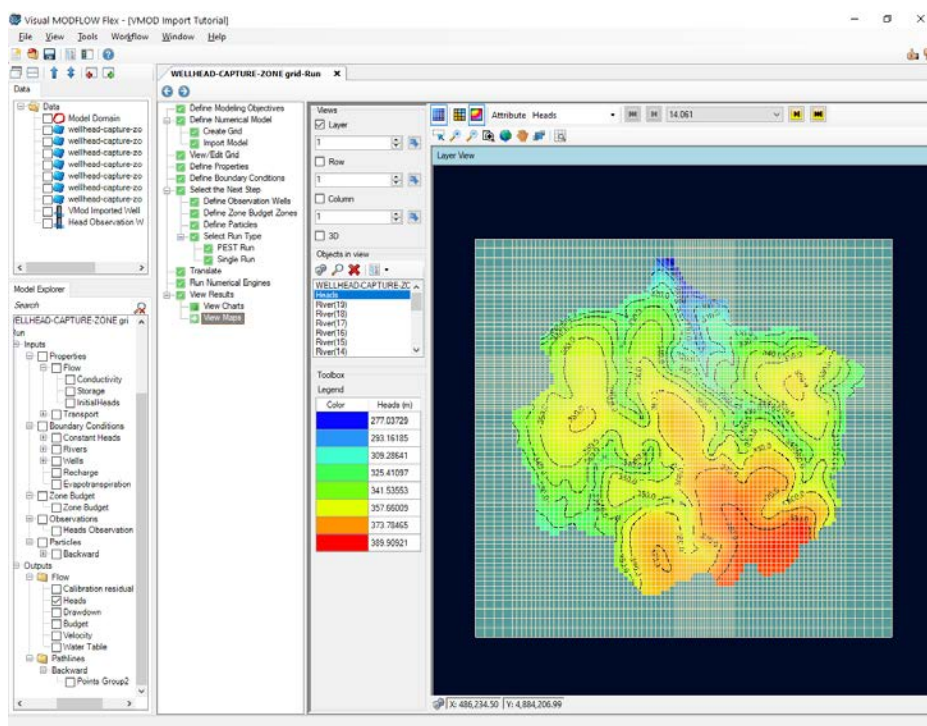 Visual MODFLOW Flex - [VMOD Import Tutorial]
File View Tools Workflow Window Help
Data
Data
Model Domain
wellhead-capture-zo
wellhead-capture-zo
wellhead-capture-zo
wellhead-capture-zo
wellhead-capture-zo
wellhead-capture-zo
wellhead-capture-zo
VMod Imported Well
Head Observation W
Model Explorer
Search
ELLHEAD-CAPTURE-ZONE gri
Run
Inputs
Properties
Flow
Conductivity
Storage
InitialHeads
Transport
Boundary Conditions
Constant Heads
Rivers
Wells
Recharge
Evapotranspiration
Zone Budget
Zone Budget
Observations
Heads Observation
Particles
Backward
Outputs
Flow
Calibration residual
Heads
Drawdown
Budget
Velocity
Water Table
Pathlines
Backward
Points Group2
WELLHEAD-CAPTURE-ZONE grid-Run X
Define Modeling Objectives
Define Numerical Model
Create Grid
Import Model
View/Edit Grid
Define Properties
Define Boundary Conditions
Select the Next Step
Define Observation Wells
Define Zone Budget Zones
Define Particles
Select Run Type
PEST Run
Single Run
Translate
Run Numerical Engines
View Results
View Charts
View Maps
Views
Layer
1
Row
1
Column
1
3D
Objects in view
WELLHEAD-CAPTURE-ZC
Heads
River(19)
River(18)
River(17)
River(16)
River(15)
River(14)
Toolbox
Legend
Color Heads (m)
277.03729
293.16185
309.28641
325.41097
341.53553
357.66009
373.78465
389.90921
Attribute Heads 14.061
Layer View
X: 486,234.50 Y: 4,884,206.99